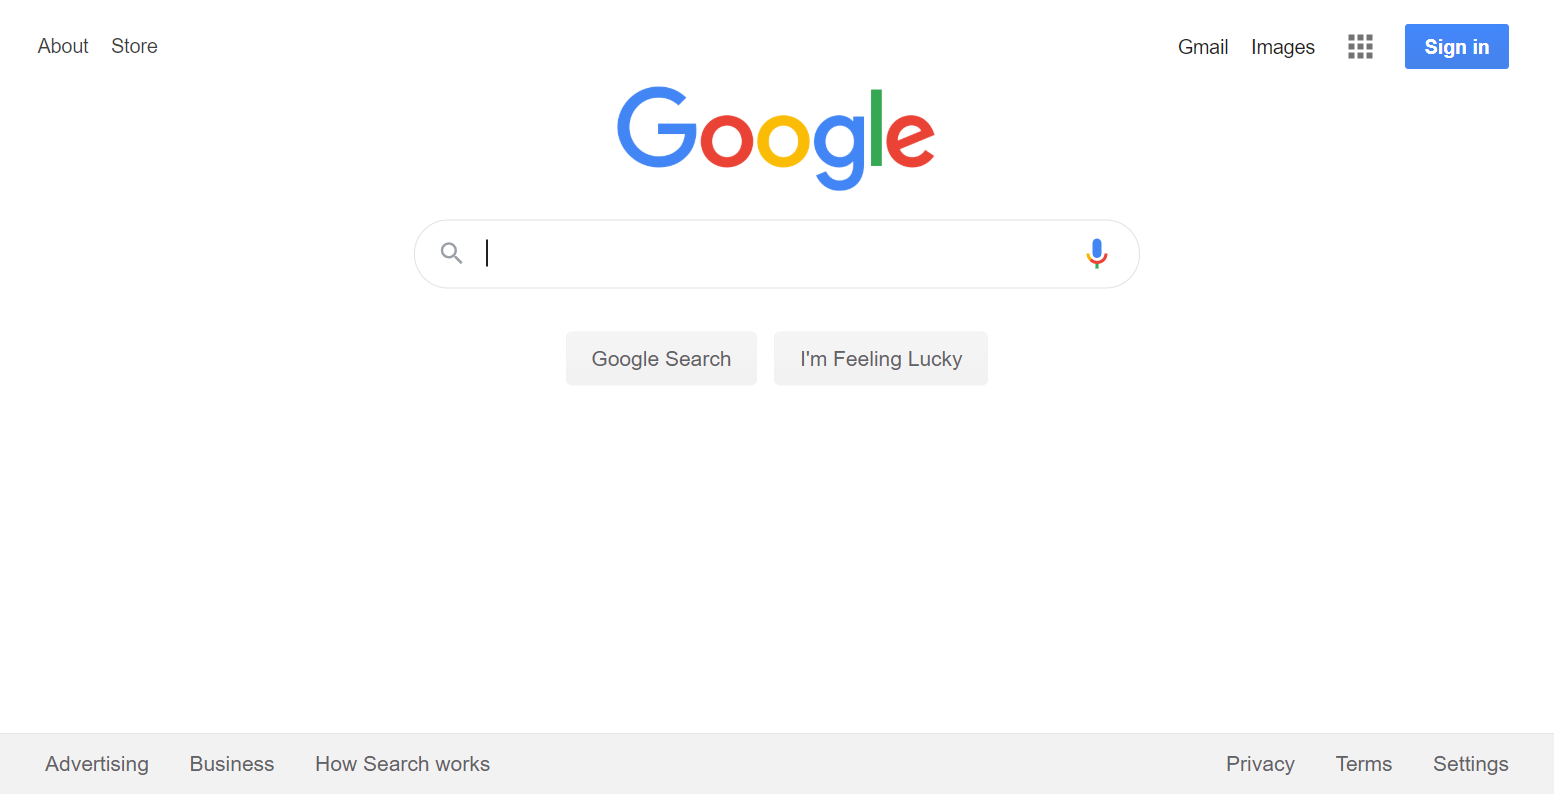 About Store Gmail Images Sign in
Google
Google Search I'm Feeling Lucky
Advertising Business How Search works Privacy Terms Settings